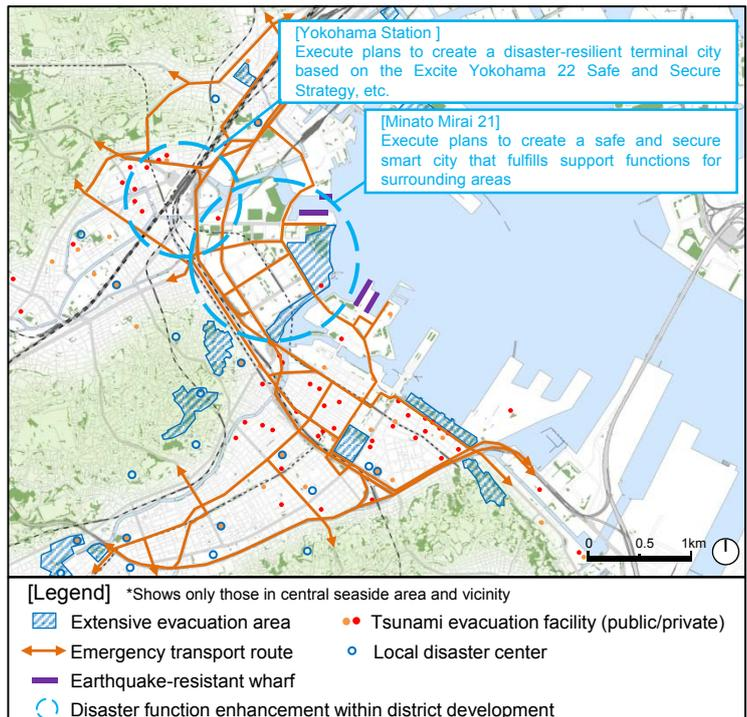 [Yokohama Station ]
Execute plans to create a disaster-resilient terminal city
based on the Excite Yokohama 22 Safe and Secure
Strategy, etc.
[Minato Mirai 21]
Execute plans to create a safe and secure
smart city that fulfills support functions for
surrounding areas
0 0.5 1km
[Legend] *Shows only those in central seaside area and vicinity
Extensive evacuation area
Tsunami evacuation facility (public/private)
Emergency transport route
Local disaster center
Earthquake-resistant wharf
Disaster function enhancement within district development